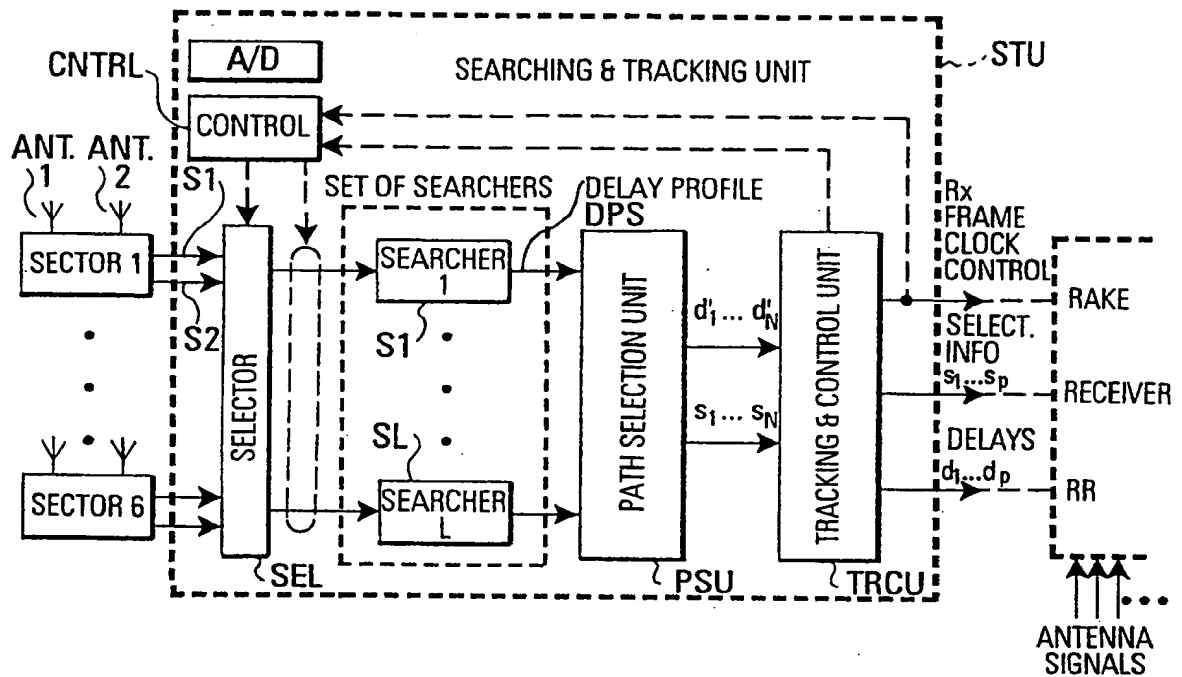 A/D
SEARCHING & TRACKING UNIT
STU
CNTRL
CONTROL
ANT. 1
ANT. 2
S1
S2
SET OF SEARCHERS
DELAY PROFILE
DPS
SECTOR 1
SECTOR 6
SELECTOR
SEL
SEARCHER 1
S1
SL
SEARCHER L
PATH SELECTION UNIT
PSU
d'1 ... d'N
s1 ... sN
TRACKING & CONTROL UNIT
TRCU
Rx
FRAME
CLOCK
CONTROL
SELECT.
INFO
s1...sp
DELAYS
d1...dp
RAKE
RECEIVER
RR
ANTENNA
SIGNALS